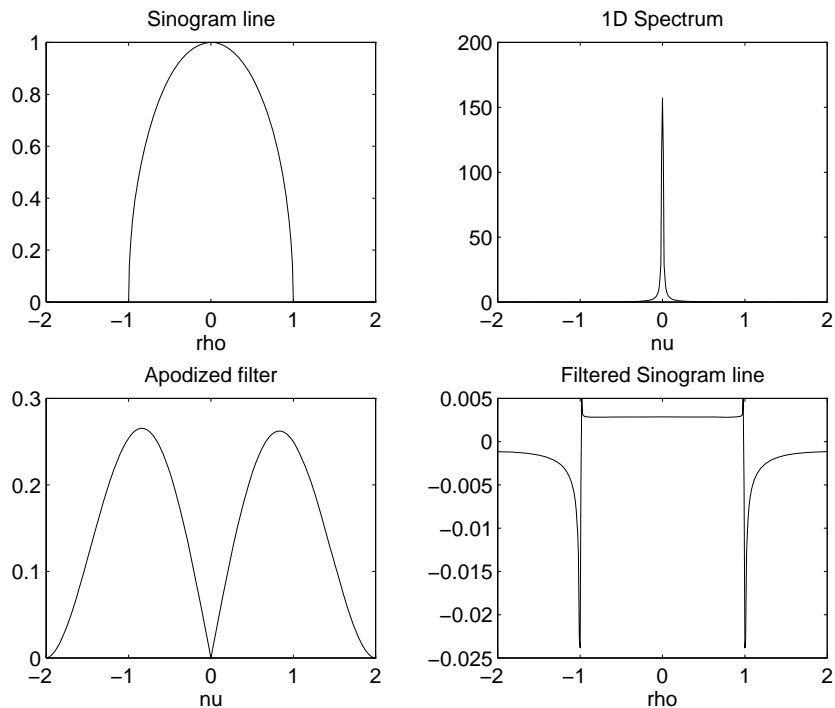 Sinogram line
1
0.8
0.6
0.4
0.2
0
−2 −1 0 1 2
rho
1D Spectrum
200
150
100
50
0
−2 −1 0 1 2
nu
Apodized filter
0.3
0.2
0.1
0
−2 −1 0 1 2
nu
Filtered Sinogram line
0.005
0
−0.005
−0.01
−0.015
−0.02
−0.025
−2 −1 0 1 2
rho